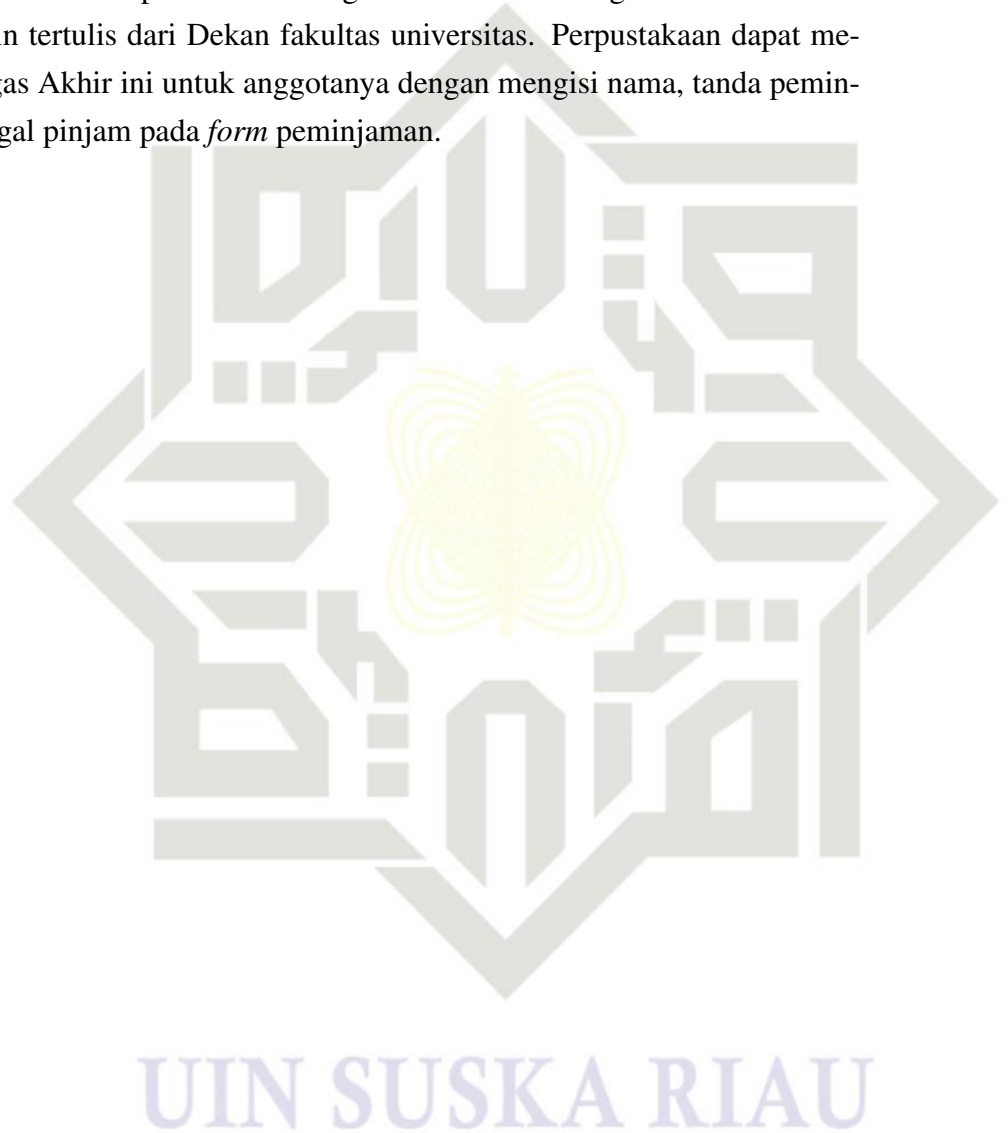 in tertulis dari Dekan fakultas universitas. Perpustakaan dapat me-
gas Akhir ini untuk anggotanya dengan mengisi nama, tanda pemin-
gal pinjam pada form peminjaman.
UIN SUSKA RIAU